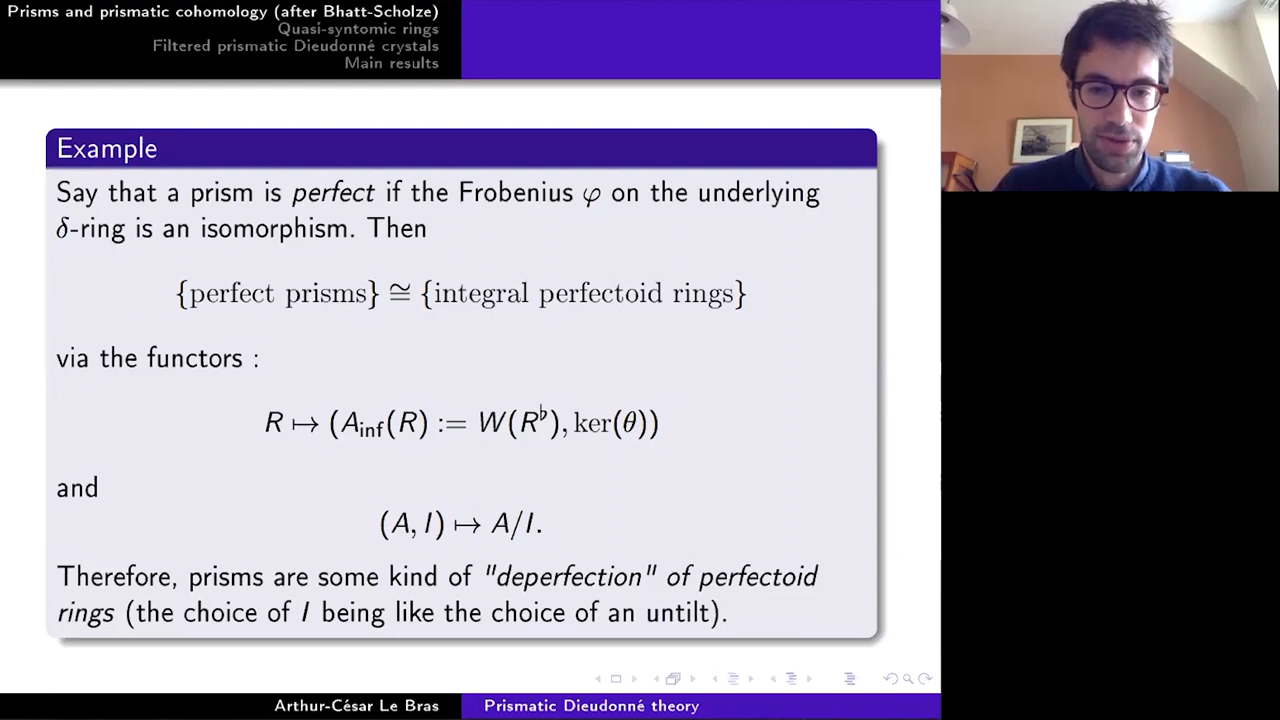 Prisms and prismatic cohomology (after Bhatt-Scholze)
Quasi-syntomic rings
Filtered prismatic Dieudonné crystals
Main results
Example
Say that a prism is perfect if the Frobenius φ on the underlying
δ-ring is an isomorphism. Then
{perfect prisms} ≅ {integral perfectoid rings}
via the functors :
R ↦ (A_inf(R) := W(R^♭), ker(θ))
and
(A, I) ↦ A/I.
Therefore, prisms are some kind of "deperfection" of perfectoid
rings (the choice of I being like the choice of an untilt).
Arthur-César Le Bras
Prismatic Dieudonné theory